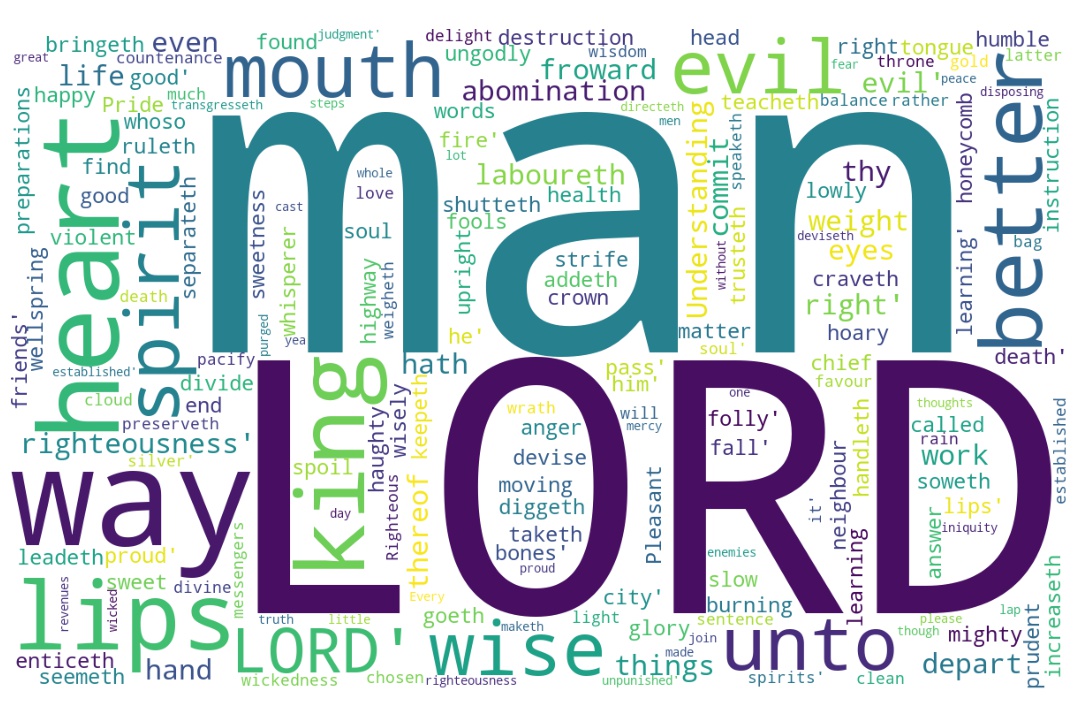 great
bringeth
countenance
even
life
good'
happy
much
Pride
transgresseth
whoso
ruleth
find
good
found
judgment'
mouth
steps
delight
destruction
ungodly
wisdom
froward
abomination
words
directeth
men
head
evil
fear
right
tongue
throne
gold
evil'
peace
humble
latter
disposing
teacheth
balance
rather
preparations
heart
spirit
separateth
violent
wellspring
death
friends'
established'
cloud
man
sweetness
cast
whisperer
purged
yea
whole
love
soul
highway
weigheth
fire'
lot
laboureth
shutteth
health
fools
upright
strife
addeth
crown
he'
Understanding
commit
speaketh
trusteth
without
matter
soul'
thy
lowly
weight
deviseth
eyes
craveth
right'
hoary
honeycomb
learning'
better
bag
instruction
death'
pacify
divide
end
preserveth
righteousness'
silver'
way
king
spoil
day
haughty
wisely
Righteous
hath
keepeth
thereof
Every
LORD
wrath
anger
devise
moving
diggeth
taketh
bones'
proud
pass'
him'
will
mercy
Pleasant
one
folly'
fall'
chief
favour
it'
neighbour
handleth
learning
thoughts
called
rain
work
soweth
lips'
answer
iniquity
established
leadeth
proud'
lips
revenues
wicked
sweet
divine
messengers
enticeth
seemeth
hand
truth
little
LORD'
wickedness
chosen
righteousness
goeth
wise
maketh
light
city'
glory
things
unpunished'
join
made
enemies
slow
burning
sentence
unto
spirits'
clean
though
please
mighty
lap
depart
prudent
increaseth